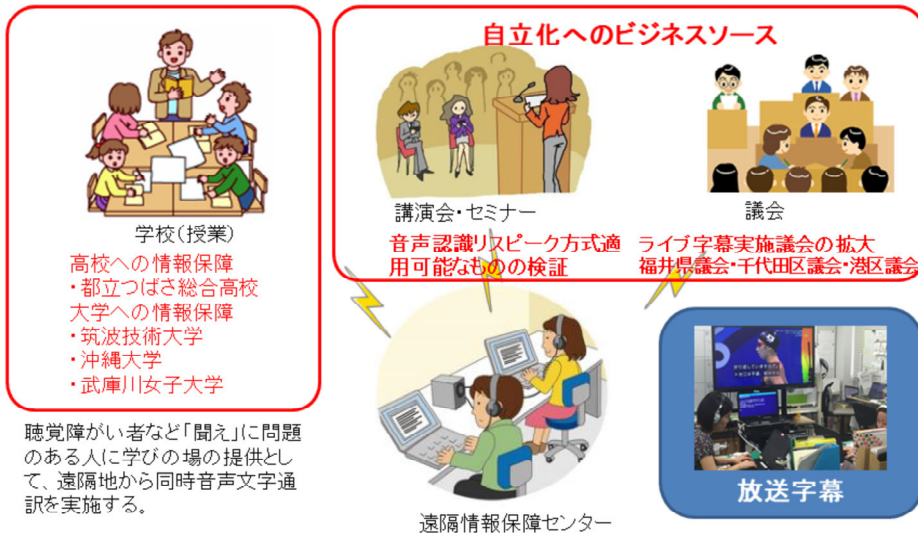 自立化へのビジネスソース
学校(授業)
高校への情報保障
・都立つばさ総合高校
大学への情報保障
・筑波技術大学
・沖縄大学
・武庫川女子大学
聴覚障がい者など「聞え」に問題
のある人に学びの場の提供とし
て、遠隔地から同時音声文字通
訳を実施する。
講演会・セミナー
音声認識リスピーク方式適
用可能なものの検証
議会
ライブ字幕実施議会の拡大
福井県議会・千代田区議会・港区議会
遠隔情報保障センター
放送字幕